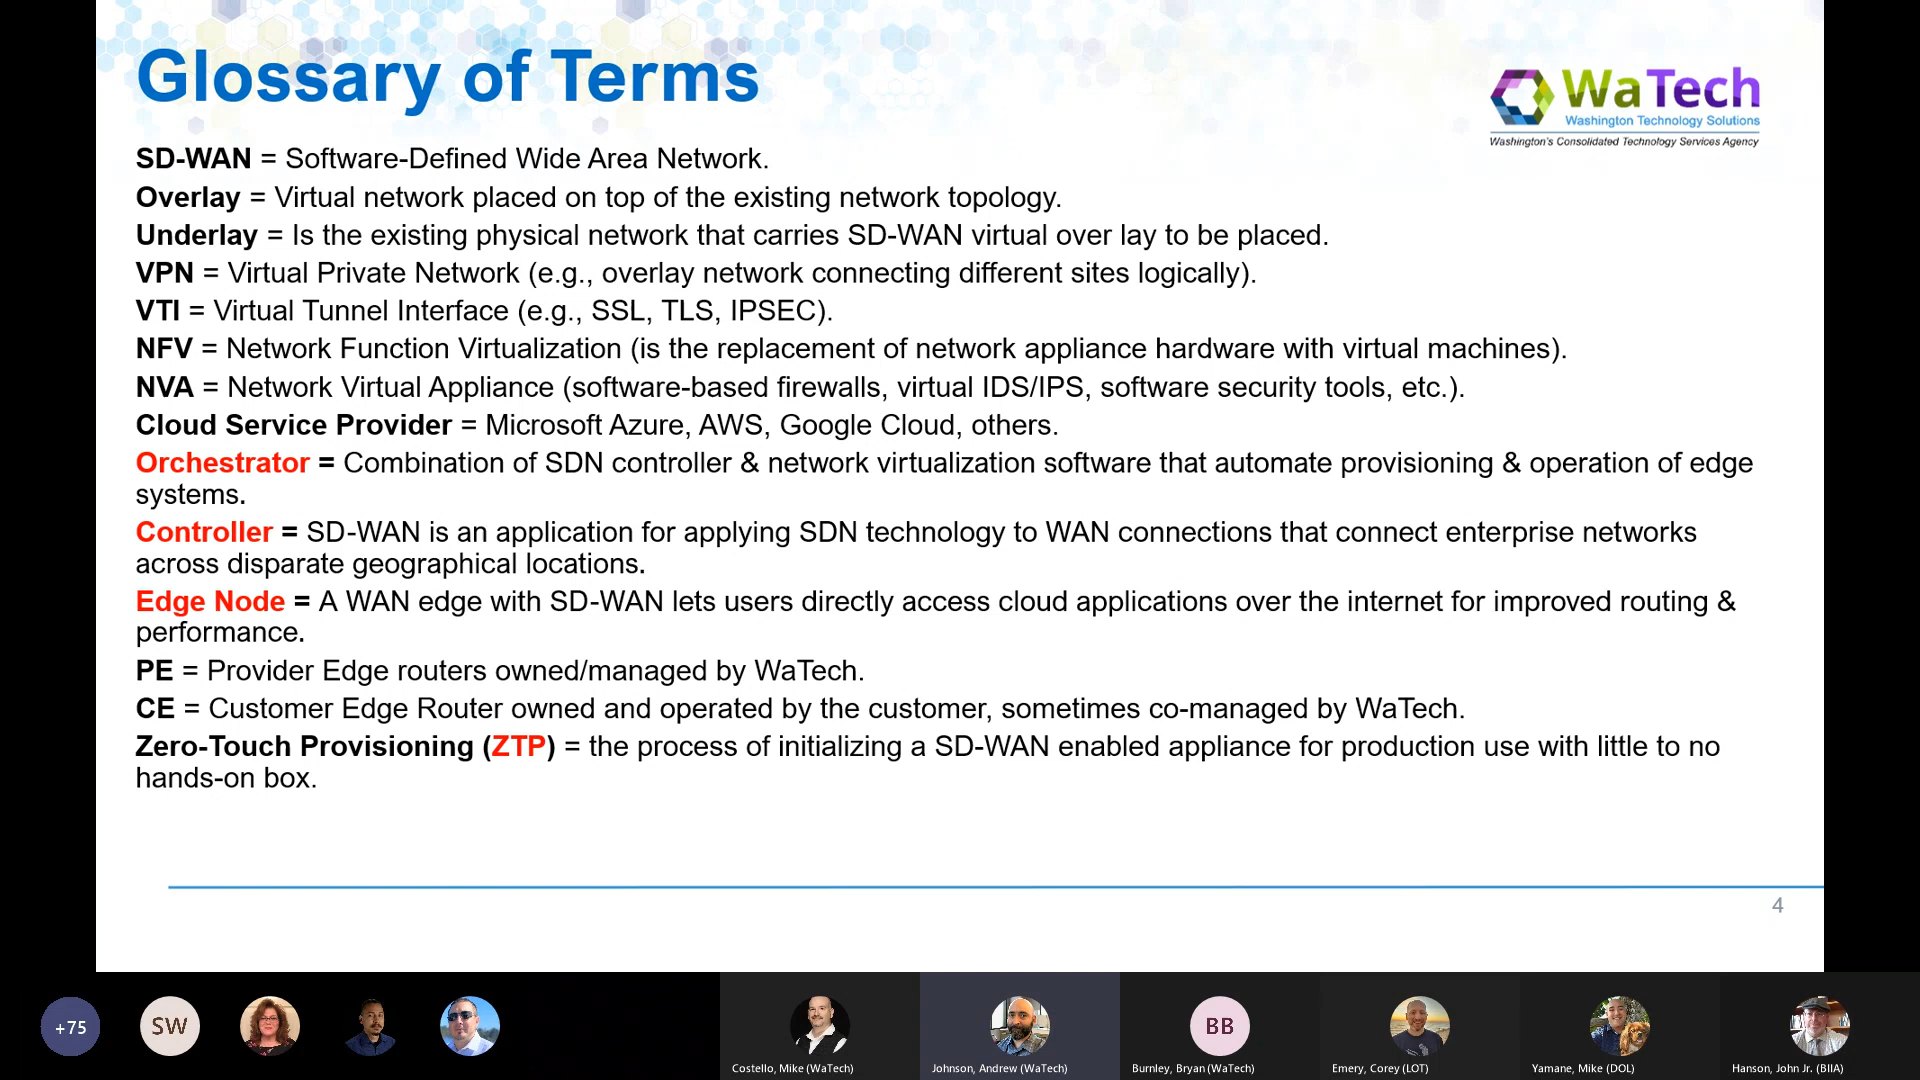 Glossary of Terms
WaTech
Washington Technology Solutions
Washington's Consolidated Technology Services Agency
SD-WAN = Software-Defined Wide Area Network.
Overlay = Virtual network placed on top of the existing network topology.
Underlay = Is the existing physical network that carries SD-WAN virtual over lay to be placed.
VPN = Virtual Private Network (e.g., overlay network connecting different sites logically).
VTI = Virtual Tunnel Interface (e.g., SSL, TLS, IPSEC).
NFV = Network Function Virtualization (is the replacement of network appliance hardware with virtual machines).
NVA = Network Virtual Appliance (software-based firewalls, virtual IDS/IPS, software security tools, etc.).
Cloud Service Provider = Microsoft Azure, AWS, Google Cloud, others.
Orchestrator = Combination of SDN controller & network virtualization software that automate provisioning & operation of edge
systems.
Controller = SD-WAN is an application for applying SDN technology to WAN connections that connect enterprise networks
across disparate geographical locations.
Edge Node = A WAN edge with SD-WAN lets users directly access cloud applications over the internet for improved routing &
performance.
PE = Provider Edge routers owned/managed by WaTech.
CE = Customer Edge Router owned and operated by the customer, sometimes co-managed by WaTech.
Zero-Touch Provisioning (ZTP) = the process of initializing a SD-WAN enabled appliance for production use with little to no
hands-on box.
4
+75
SW
BB
Costello, Mike (WaTech)
Johnson, Andrew (WaTech)
Burnley, Bryan (WaTech)
Emery, Corey (LOT)
Yamane, Mike (DOL)
Hanson, John Jr. (BIIA)